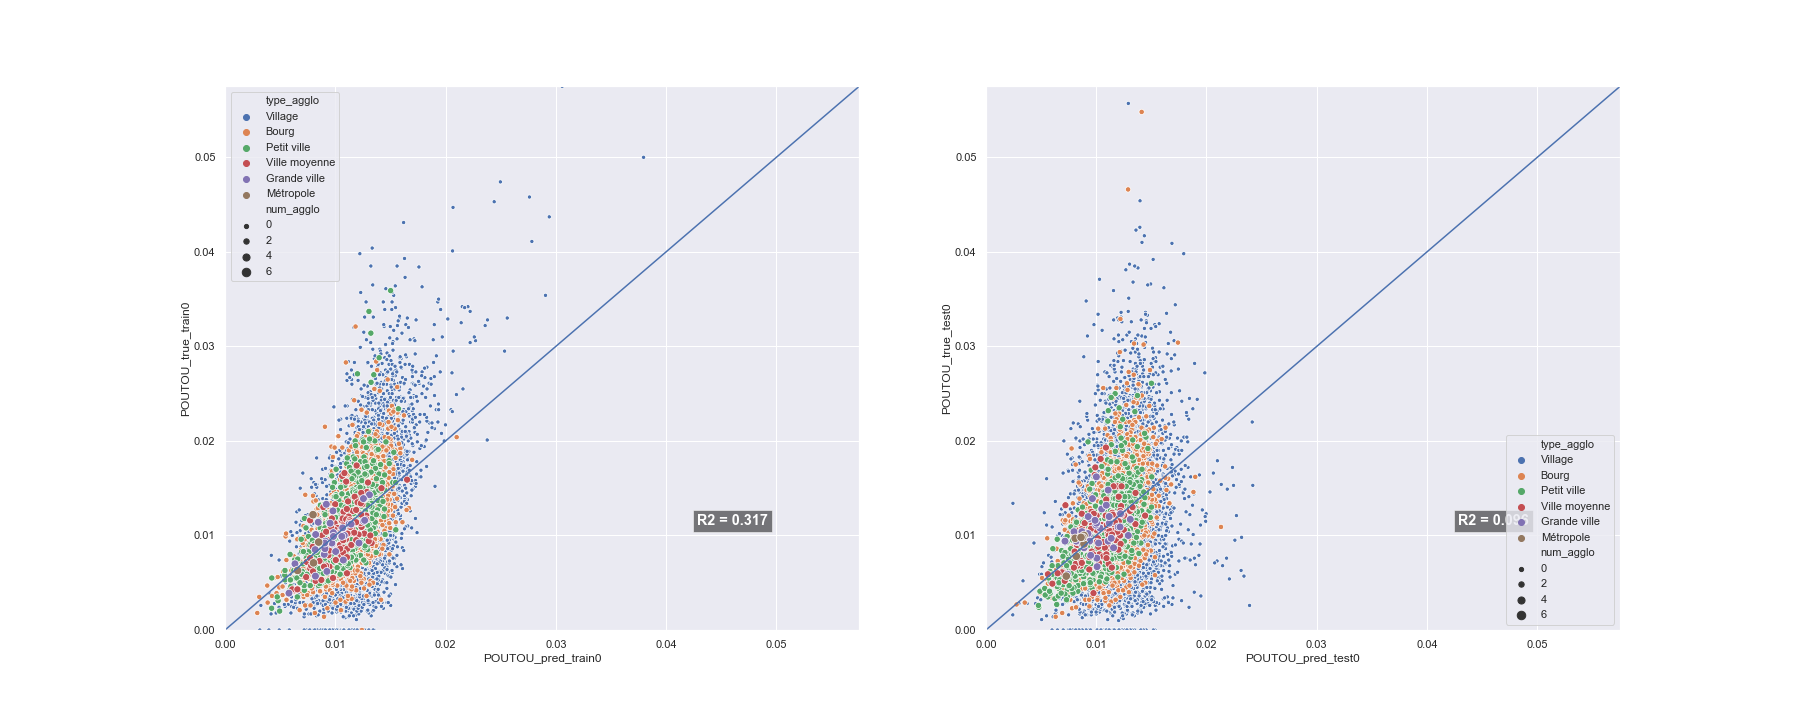 type_agglo
Village
Bourg
Petit ville
Ville moyenne
Grande ville
Métropole
num_agglo
0
2
4
6
0.05
0.04
0.03
0.02
0.01
0.00
POUTOU_true_train0
R2 = 0.317
0.00 0.01 0.02 0.03 0.04 0.05
POUTOU_pred_train0
0.05
0.04
0.03
0.02
0.01
0.00
POUTOU_true_test0
type_agglo
Village
Bourg
Petit ville
Ville moyenne
Grande ville
Métropole
num_agglo
0
2
4
6
R2 =
0.00 0.01 0.02 0.03 0.04 0.05
POUTOU_pred_test0